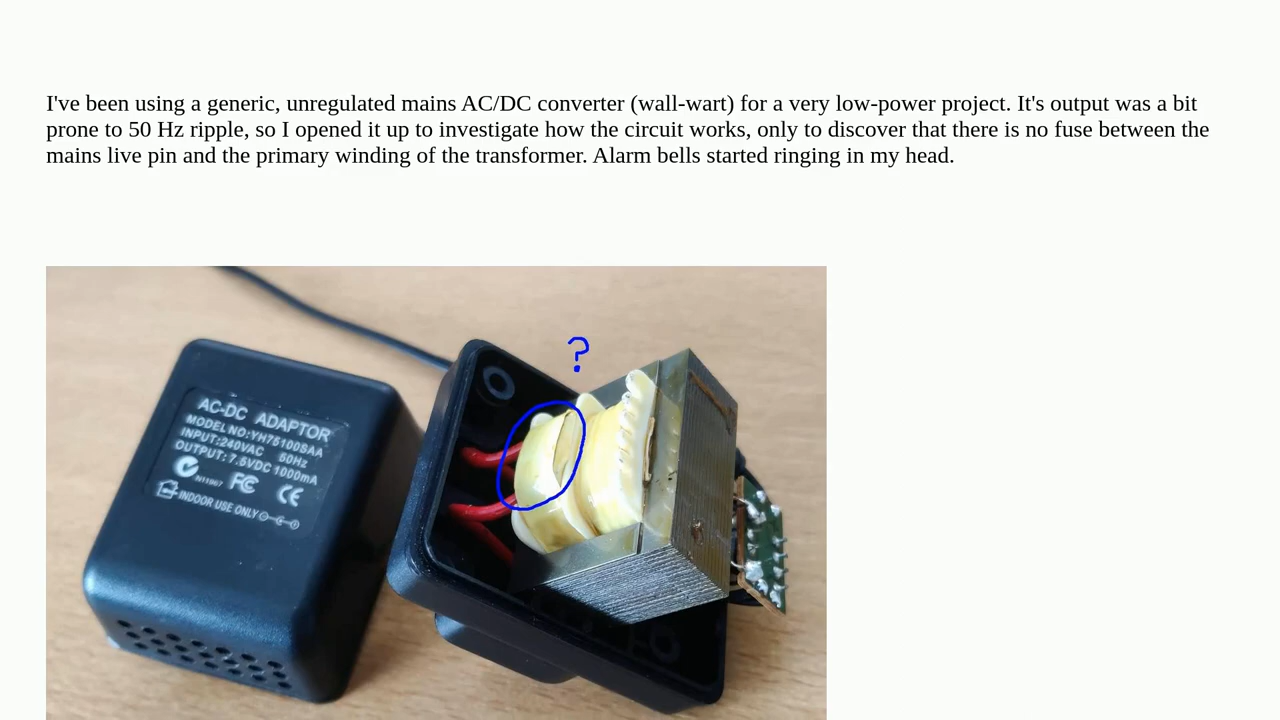 I've been using a generic, unregulated mains AC/DC converter (wall-wart) for a very low-power project. It's output was a bit
prone to 50 Hz ripple, so I opened it up to investigate how the circuit works, only to discover that there is no fuse between the
mains live pin and the primary winding of the transformer. Alarm bells started ringing in my head.
?
AC-DC ADAPTOR
MODEL NO:YH75100SAA
INPUT:240VAC 50Hz
OUTPUT:7.5VDC 1000mA
N11967 FC CE
INDOOR USE ONLY